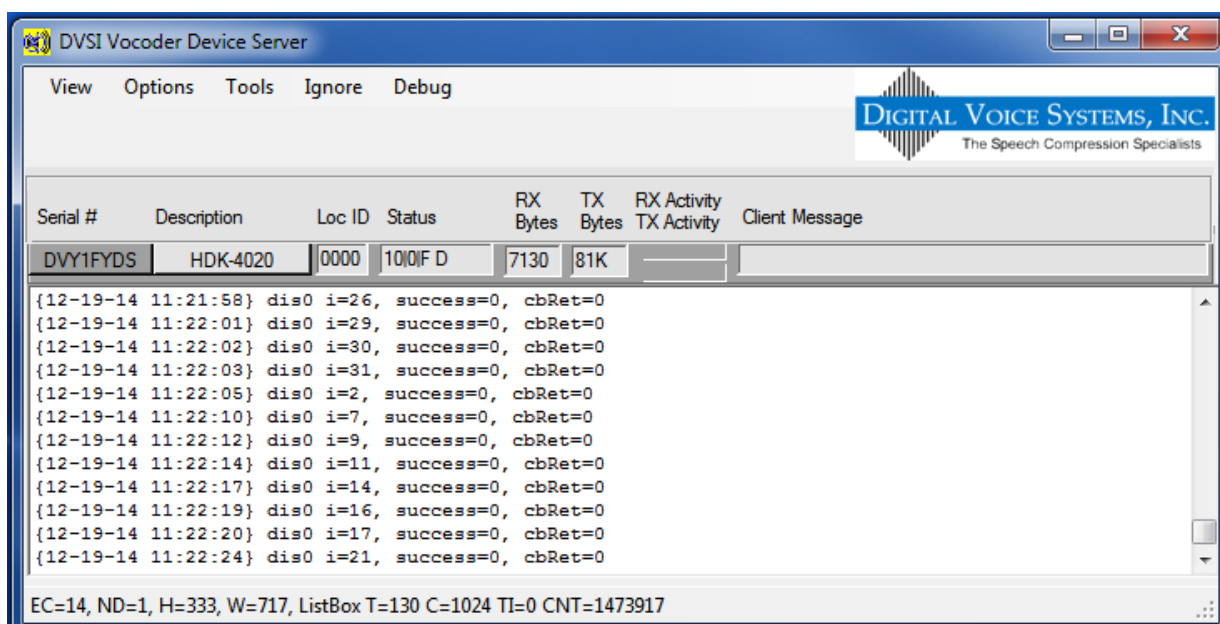 DVSI Vocoder Device Server
View Options Tools Ignore Debug
DIGITAL VOICE SYSTEMS, INC.
The Speech Compression Specialists
Serial # Description Loc ID Status RX Bytes TX Bytes RX Activity TX Activity Client Message
DVY1FYDS HDK-4020 0000 10|0|F D 7130 81K
{12-19-14 11:21:58} dis0 i=26, success=0, cbRet=0
{12-19-14 11:22:01} dis0 i=29, success=0, cbRet=0
{12-19-14 11:22:02} dis0 i=30, success=0, cbRet=0
{12-19-14 11:22:03} dis0 i=31, success=0, cbRet=0
{12-19-14 11:22:05} dis0 i=2, success=0, cbRet=0
{12-19-14 11:22:10} dis0 i=7, success=0, cbRet=0
{12-19-14 11:22:12} dis0 i=9, success=0, cbRet=0
{12-19-14 11:22:14} dis0 i=11, success=0, cbRet=0
{12-19-14 11:22:17} dis0 i=14, success=0, cbRet=0
{12-19-14 11:22:19} dis0 i=16, success=0, cbRet=0
{12-19-14 11:22:20} dis0 i=17, success=0, cbRet=0
{12-19-14 11:22:24} dis0 i=21, success=0, cbRet=0
EC=14, ND=1, H=333, W=717, ListBox T=130 C=1024 TI=0 CNT=1473917